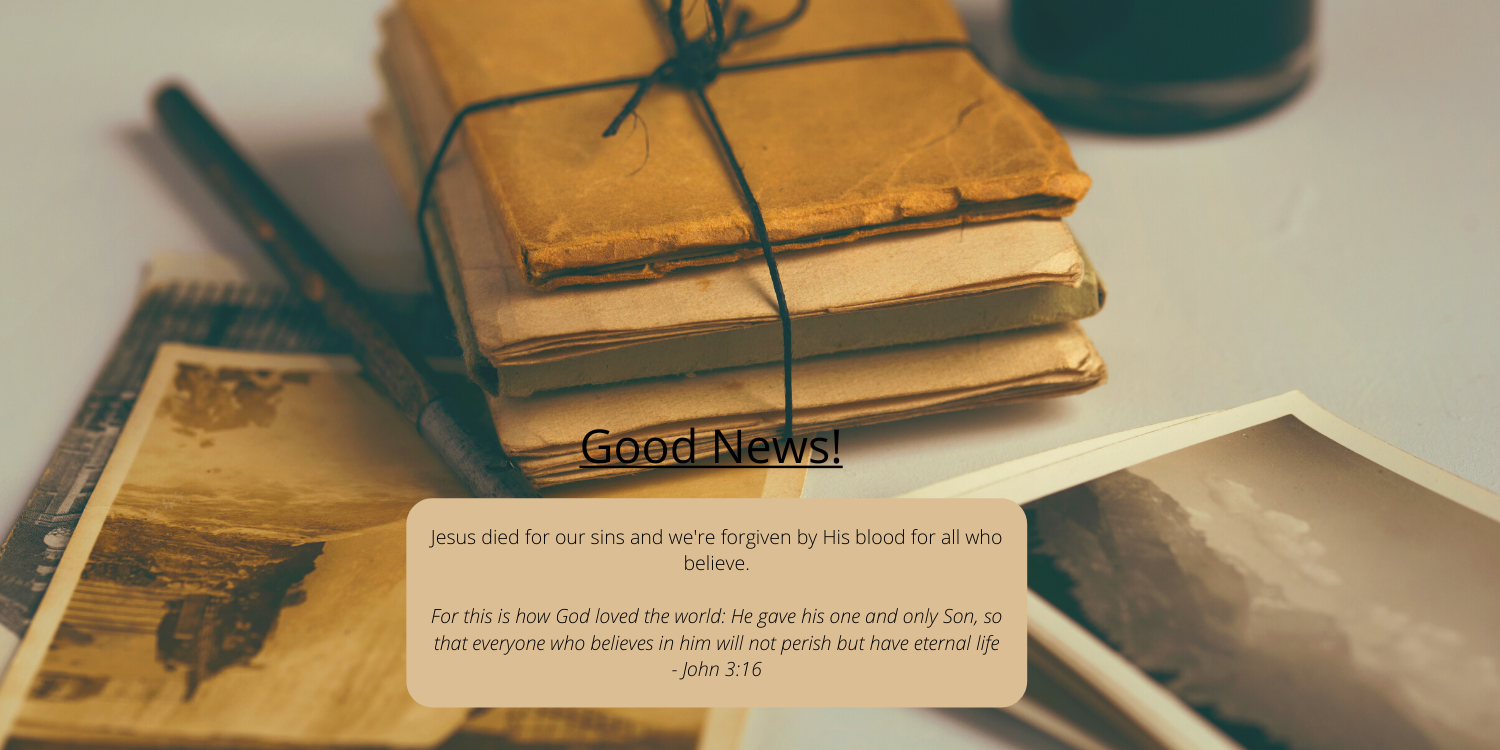 Good News!
Jesus died for our sins and we're forgiven by His blood for all who
believe.
For this is how God loved the world: He gave his one and only Son, so
that everyone who believes in him will not perish but have eternal life
- John 3:16